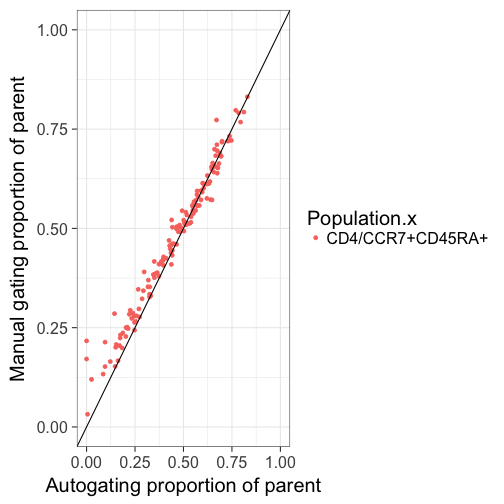 Manual gating proportion of parent
1.00
0.75
0.50
0.25
0.00
0.00 0.25 0.50 0.75 1.00
Autogating proportion of parent
Population.x
CD4/CCR7+CD45RA+